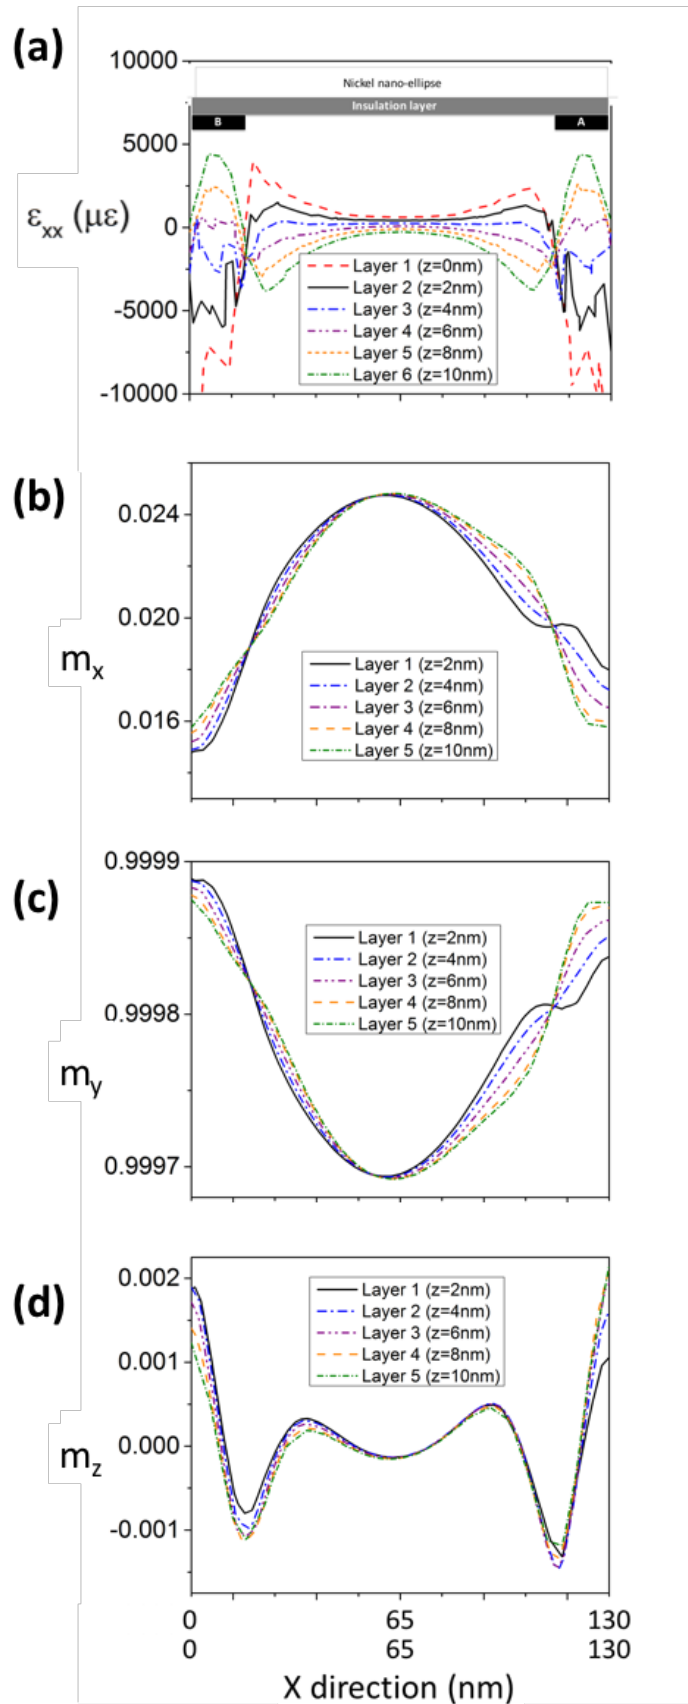 (a)
10000
5000
0
-5000
-10000
εxx (με)
Nickel nano-ellipse
Insulation layer
B
A
Layer 1 (z=0nm)
Layer 2 (z=2nm)
Layer 3 (z=4nm)
Layer 4 (z=6nm)
Layer 5 (z=8nm)
Layer 6 (z=10nm)
(b)
0.024
0.020
0.016
mx
Layer 1 (z=2nm)
Layer 2 (z=4nm)
Layer 3 (z=6nm)
Layer 4 (z=8nm)
Layer 5 (z=10nm)
(c)
0.9999
0.9998
0.9997
my
Layer 1 (z=2nm)
Layer 2 (z=4nm)
Layer 3 (z=6nm)
Layer 4 (z=8nm)
Layer 5 (z=10nm)
(d)
0.002
0.001
0.000
-0.001
mz
Layer 1 (z=2nm)
Layer 2 (z=4nm)
Layer 3 (z=6nm)
Layer 4 (z=8nm)
Layer 5 (z=10nm)
0 65 130
0 65 130
X direction (nm)